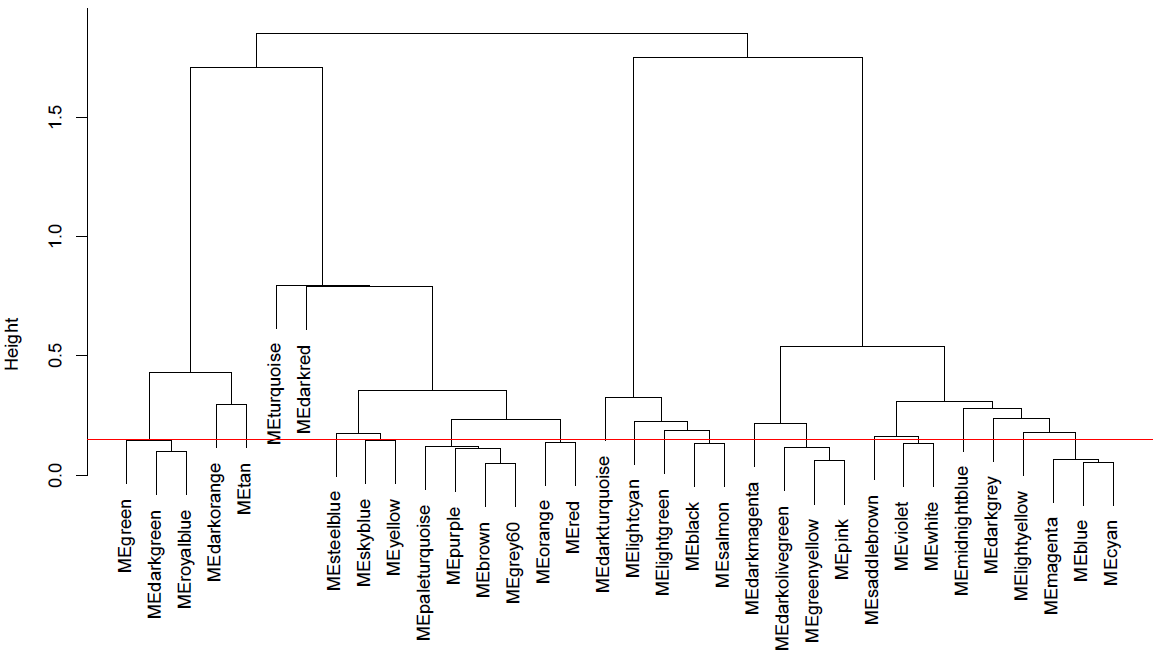 Height
1.5
1.0
0.5
0.0
MEgreen
MEdarkgreen
MEroyalblue
MEdarkorange
MEtan
MEturquoise
MEdarkred
MEsteelblue
MEskyblue
MEyellow
MEpaleturquoise
MEpurple
MEbrown
MEgrey60
MEorange
MEred
MEdarkturquoise
MElightcyan
MElightgreen
MEblack
MEsalmon
MEdarkmagenta
MEdarkolivegreen
MEgreenyellow
MEpink
MEsaddlebrown
MEviolet
MEwhite
MEmidnightblue
MEdarkgrey
MElightyellow
MEmagenta
MEblue
MEcyan